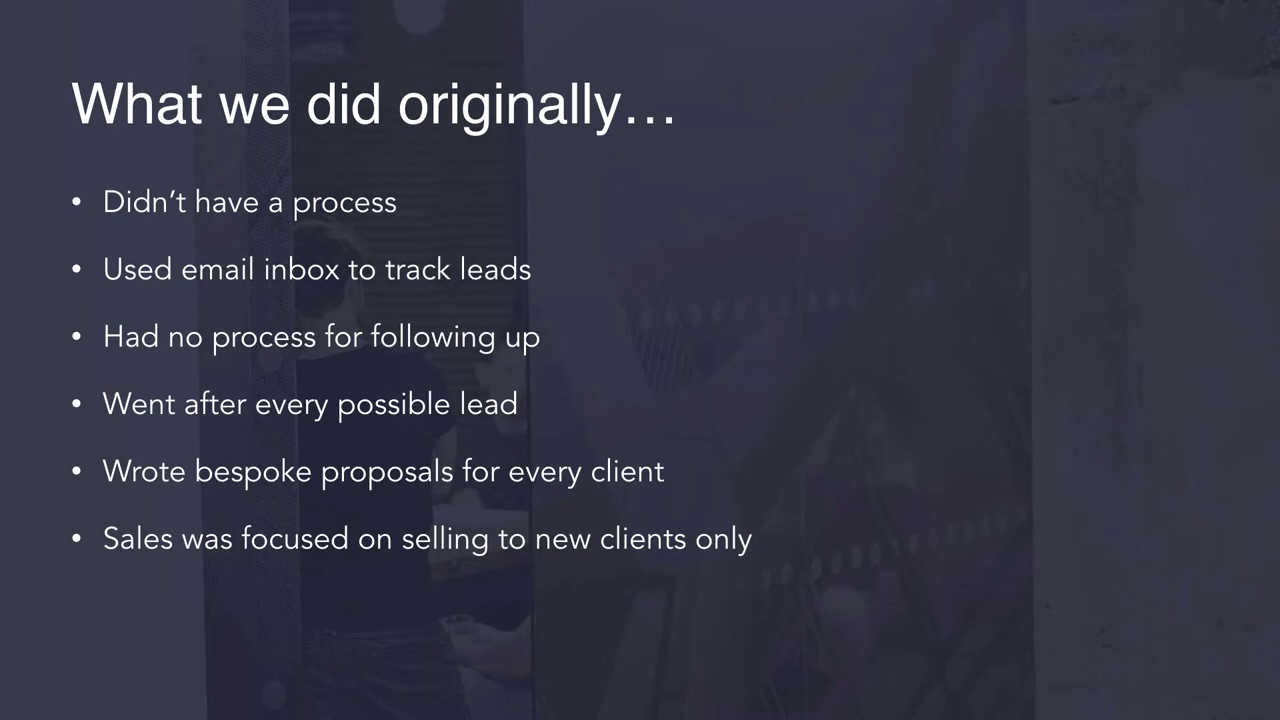 What we did originally…
• Didn’t have a process
• Used email inbox to track leads
• Had no process for following up
• Went after every possible lead
• Wrote bespoke proposals for every client
• Sales was focused on selling to new clients only